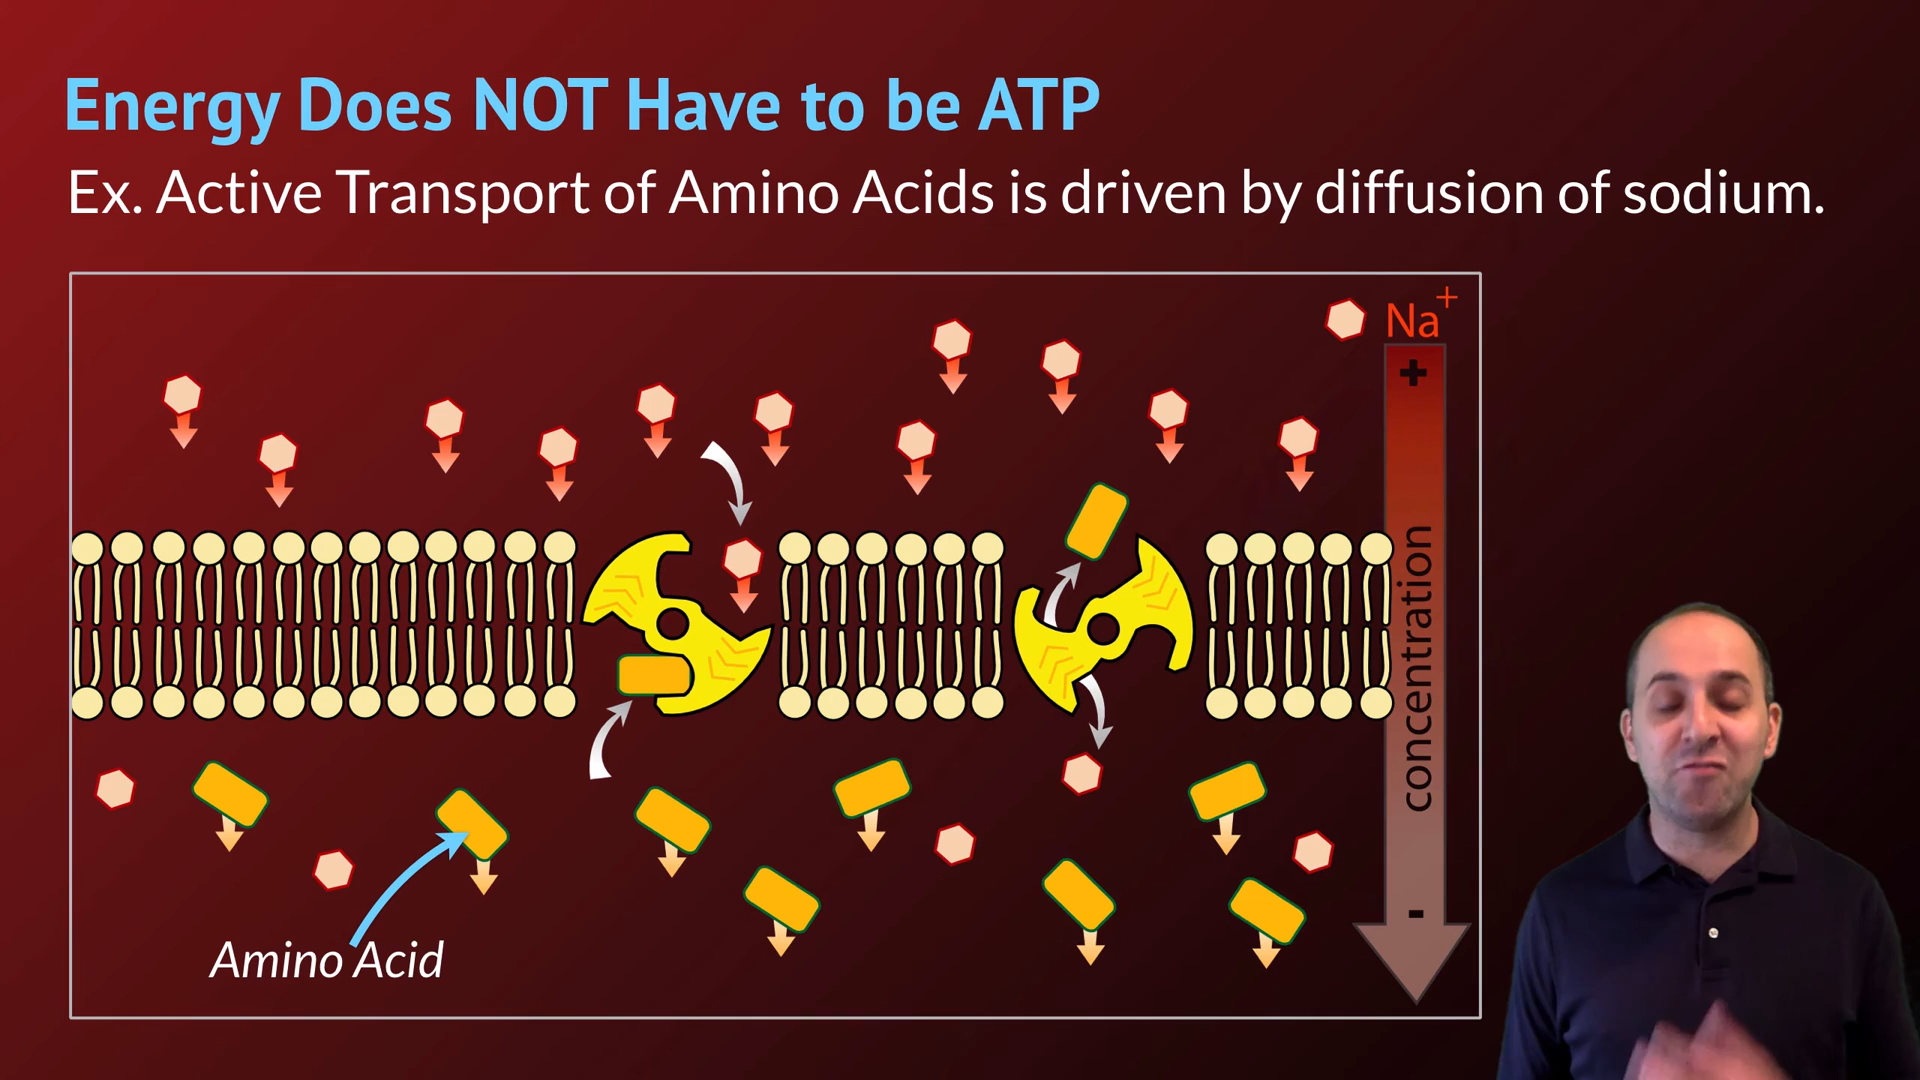 Energy Does NOT Have to be ATP
Ex. Active Transport of Amino Acids is driven by diffusion of sodium.
Na+
+
concentration
-
Amino Acid